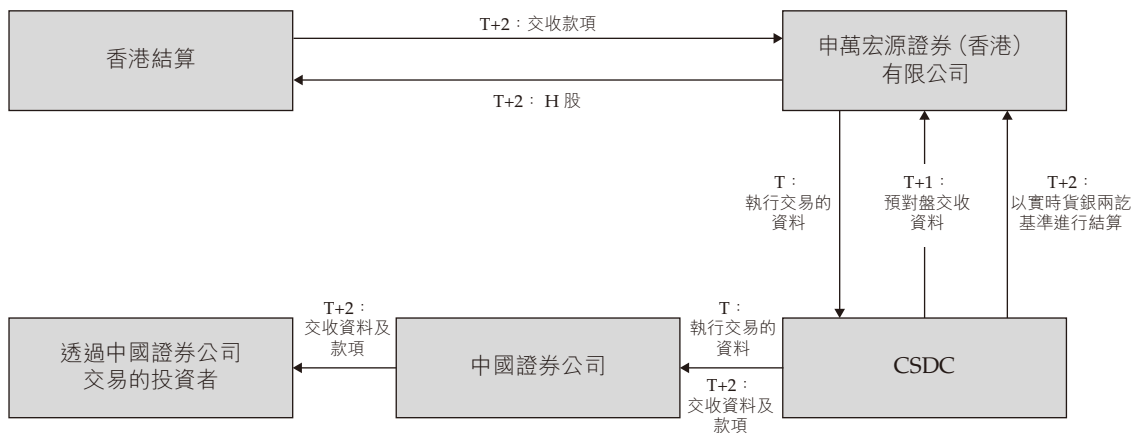 香港結算
T+2：交收款項
T+2： H 股
申萬宏源證券（香港）
有限公司
T：
執行交易的
資料
T+1：
預對盤交收
資料
T+2：
以實時貨銀兩訖
基準進行結算
透過中國證券公司
交易的投資者
T+2：
交收資料及
款項
中國證券公司
T：
執行交易的
資料
T+2：
交收資料及
款項
CSDC